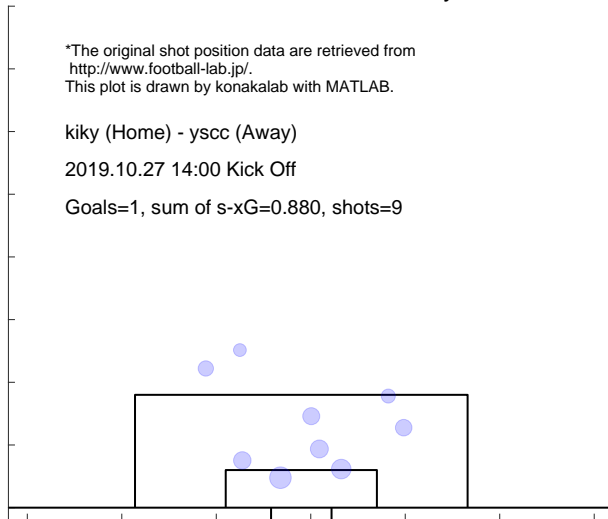 *The original shot position data are retrieved from
http://www.football-lab.jp/.
This plot is drawn by konakalab with MATLAB.
kiky (Home) - yscc (Away)
2019.10.27 14:00 Kick Off
Goals=1, sum of s-xG=0.880, shots=9